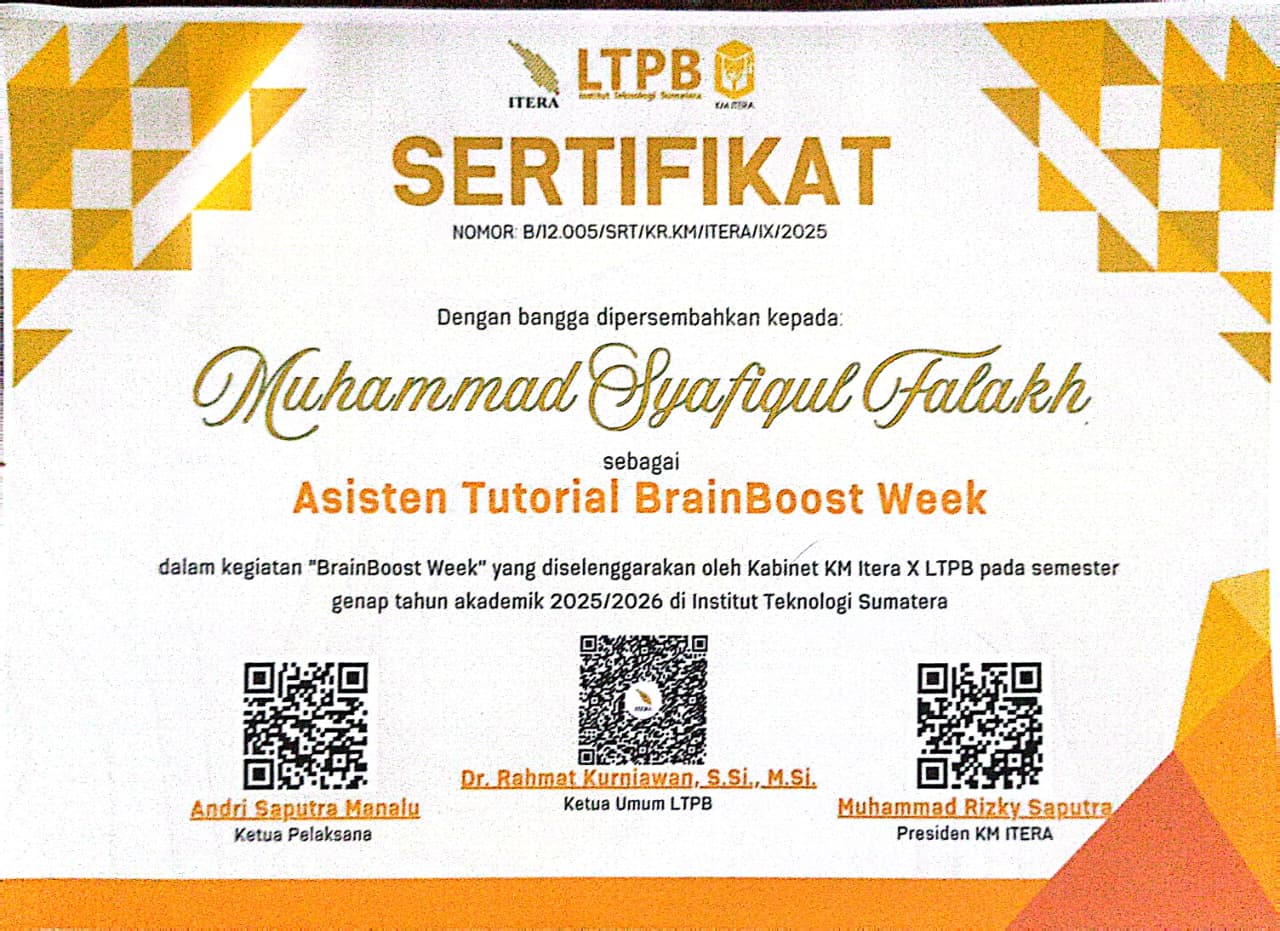 ITERA
LTPB
Institut Teknologi Sumatera
KM ITERA
SERTIFIKAT
NOMOR: B/12.005/SRT/KR.KM/ITERA/IX/2025
Dengan bangga dipersembahkan kepada:
Muhammad Syafiqul Falakh
sebagai
Asisten Tutorial BrainBoost Week
dalam kegiatan "BrainBoost Week" yang diselenggarakan oleh Kabinet KM Itera X LTPB pada semester
genap tahun akademik 2025/2026 di Institut Teknologi Sumatera
ITERA
Andri Saputra Manalu
Ketua Pelaksana
Dr. Rahmat Kurniawan, S.Si., M.Si.
Ketua Umum LTPB
Muhammad Rizky Saputra
Presiden KM ITERA